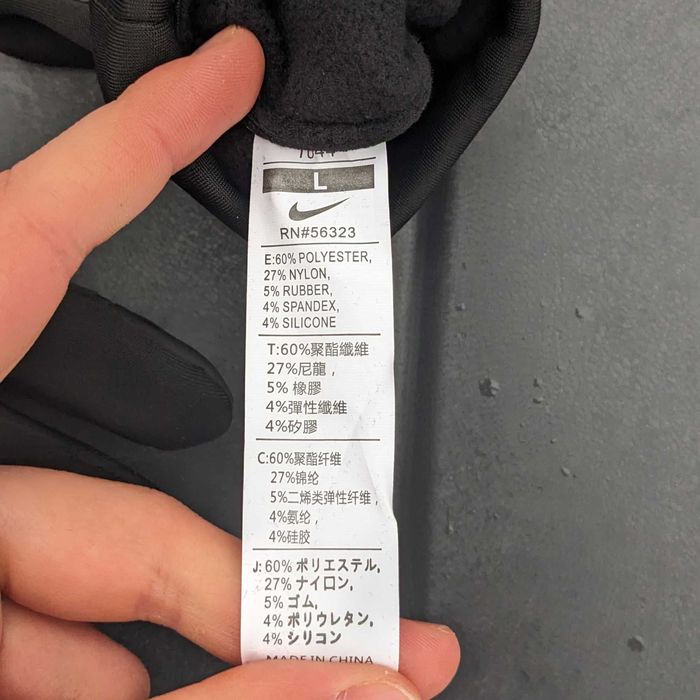 L
RN#56323
E:60% POLYESTER,
27% NYLON,
5% RUBBER,
4% SPANDEX,
4% SILICONE
T:60%聚酯纖維
27%尼龍,
5% 橡膠
4%彈性纖維
4%矽膠
C:60%聚酯纤维
27%锦纶
5%二烯类弹性纤维,
4%氨纶,
4%硅胶
J: 60% ポリエステル,
27% ナイロン,
5% ゴム,
4% ポリウレタン,
4% シリコン
MADE IN CHINA